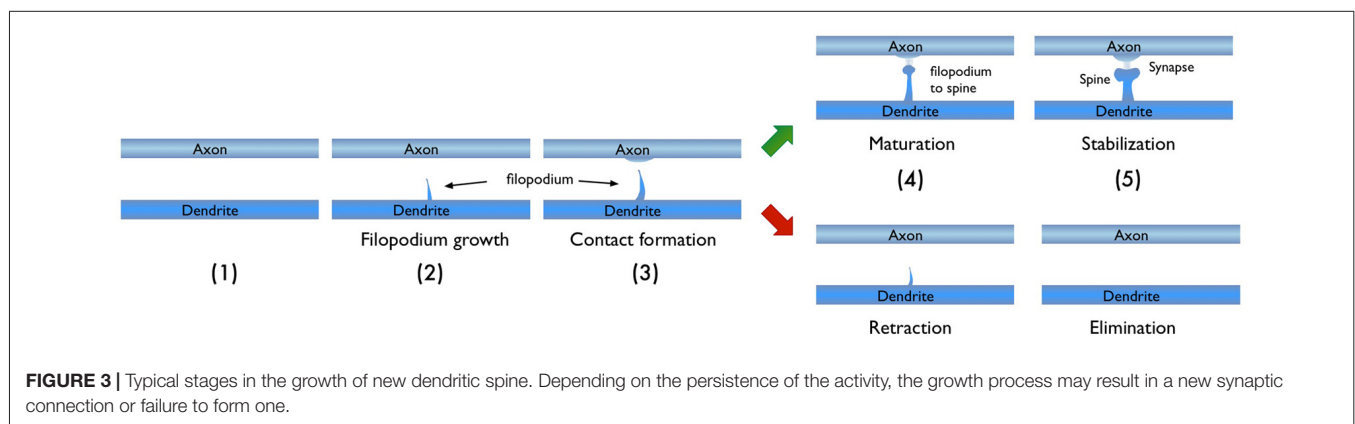 Axon
Dendrite
(1)
Axon
Dendrite
Filopodium growth
(2)
filopodium
Axon
Dendrite
Contact formation
(3)
Axon
filopodium
to spine
Dendrite
Maturation
(4)
Axon
Synapse
Spine
Dendrite
Stabilization
(5)
Axon
Dendrite
Retraction
Axon
Dendrite
Elimination
FIGURE 3 | Typical stages in the growth of new dendritic spine. Depending on the persistence of the activity, the growth process may result in a new synaptic
connection or failure to form one.